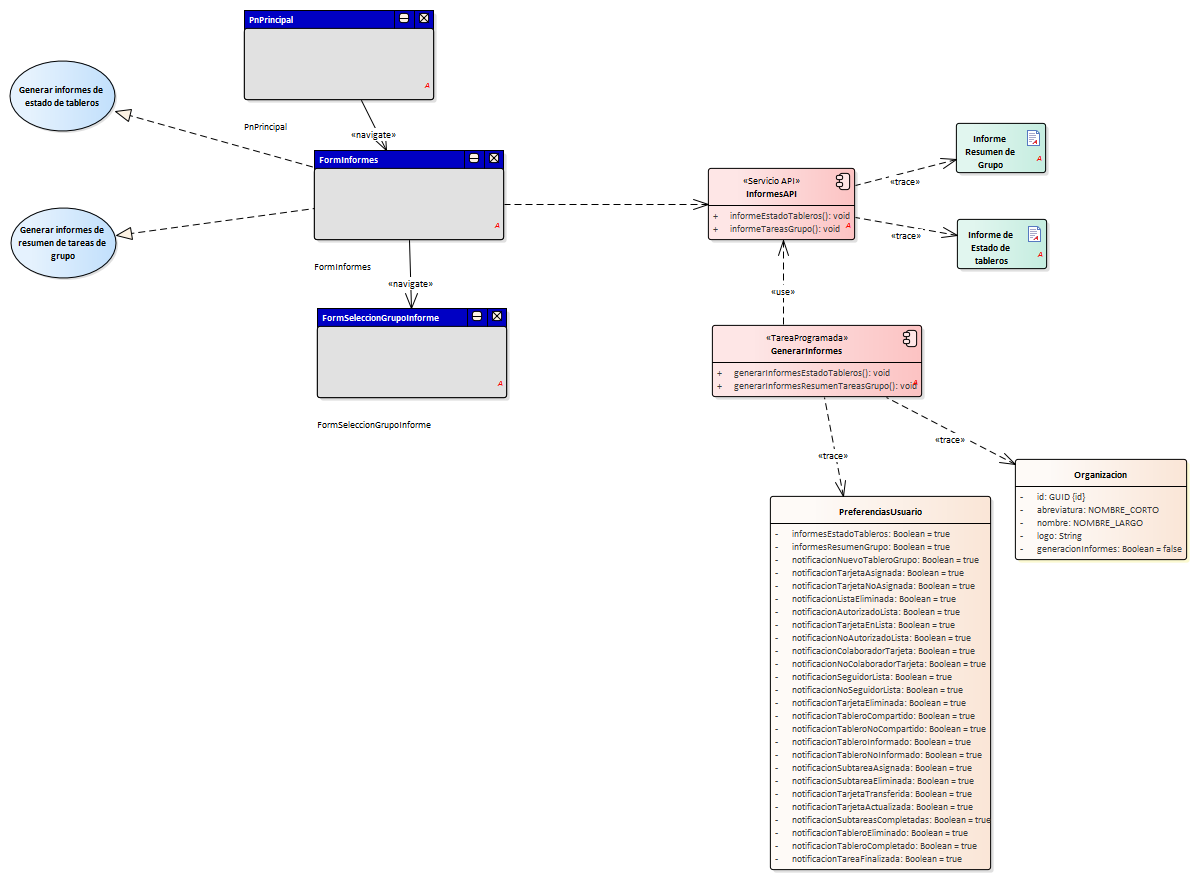 PnPrincipal
A
PnPrincipal
«navigate»
Generar informes de
estado de tableros
Generar informes de
resumen de tareas de
grupo
FormInformes
A
FormInformes
«navigate»
FormSeleccionGrupoInforme
A
FormSeleccionGrupoInforme
«Servicio API»
InformesAPI
+ informeEstadoTableros(): void
+ informeTareasGrupo(): void
A
«trace»
«trace»
Informe
Resumen de
Grupo
A
Informe de
Estado de
tableros
A
«use»
«TareaProgramada»
GenerarInformes
+ generarInformesEstadoTableros(): void
+ generarInformesResumenTareasGrupo(): void
A
«trace»
«trace»
Organizacion
- id: GUID {id}
- abreviatura: NOMBRE_CORTO
- nombre: NOMBRE_LARGO
- logo: String
- generacionInformes: Boolean = false
PreferenciasUsuario
- informesEstadoTableros: Boolean = true
- informesResumenGrupo: Boolean = true
- notificacionNuevoTableroGrupo: Boolean = true
- notificacionTarjetaAsignada: Boolean = true
- notificacionTarjetaNoAsignada: Boolean = true
- notificacionListaEliminada: Boolean = true
- notificacionAutorizadoLista: Boolean = true
- notificacionTarjetaEnLista: Boolean = true
- notificacionNoAutorizadoLista: Boolean = true
- notificacionColaboradorTarjeta: Boolean = true
- notificacionNoColaboradorTarjeta: Boolean = true
- notificacionSeguidorLista: Boolean = true
- notificacionNoSeguidorLista: Boolean = true
- notificacionTarjetaEliminada: Boolean = true
- notificacionTableroCompartido: Boolean = true
- notificacionTableroNoCompartido: Boolean = true
- notificacionTableroInformado: Boolean = true
- notificacionTableroNoInformado: Boolean = true
- notificacionSubtareaAsignada: Boolean = true
- notificacionSubtareaEliminada: Boolean = true
- notificacionTarjetaTransferida: Boolean = true
- notificacionTarjetaActualizada: Boolean = true
- notificacionSubtareasCompletadas: Boolean = true
- notificacionTableroEliminado: Boolean = true
- notificacionTableroCompletado: Boolean = true
- notificacionTareaFinalizada: Boolean = true